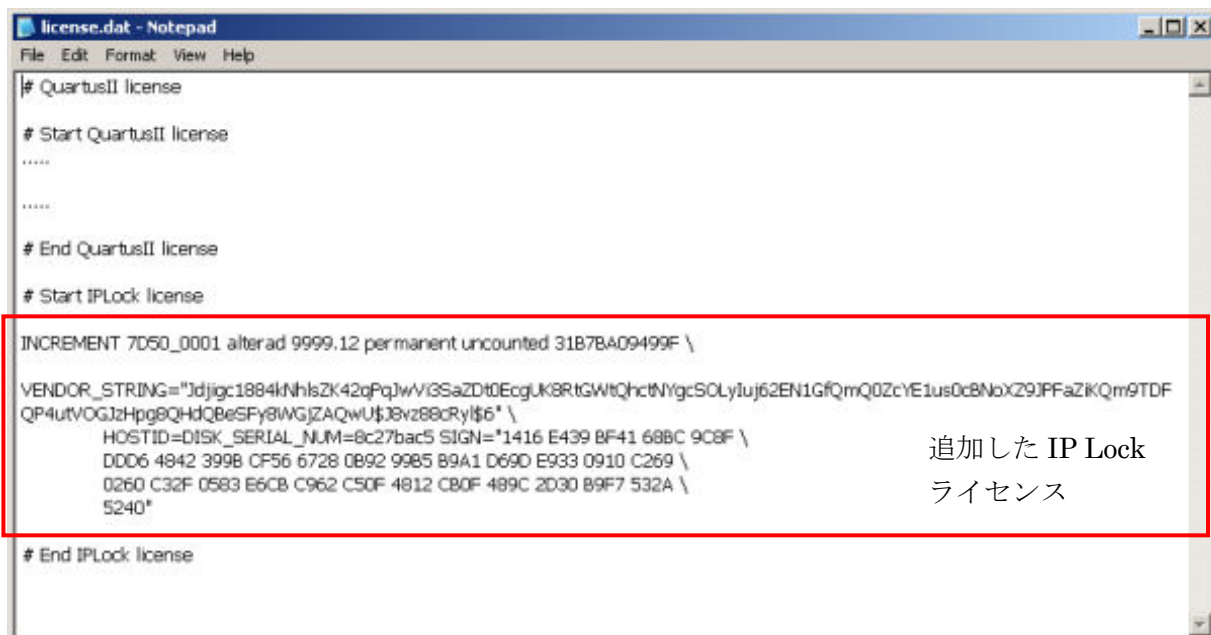 license.dat - Notepad
File Edit Format View Help
# QuartusII license
# Start QuartusII license
.....
.....
# End QuartusII license
# Start IPLock license
INCREMENT 7D50_0001 alterad 9999.12 permanent uncounted 31B7BA09499F \
VENDOR_STRING="Jdjigc1884kNhlsZK42qPqJwVi3SaZDt0EcgUK8RtGWtQhctNYgcSOLyIuj62EN1GfQmQ0ZcYE1us0cBNoXZ9JPFaZiKQm9TDF
QP4utVOGJzHpg8QHdQBeSFy8WGjZAQwU$J8vz88cRyl$6" \
HOSTID=DISK_SERIAL_NUM=8c27bac5 SIGN="1416 E439 BF41 68BC 9C8F \
DDD6 4842 399B CF56 6728 0B92 99B5 B9A1 D69D E933 0910 C269 \
0260 C32F 0583 E6CB C962 C50F 4812 CB0F 489C 2D30 B9F7 532A \
5240"
追加した IP Lock
ライセンス
# End IPLock license